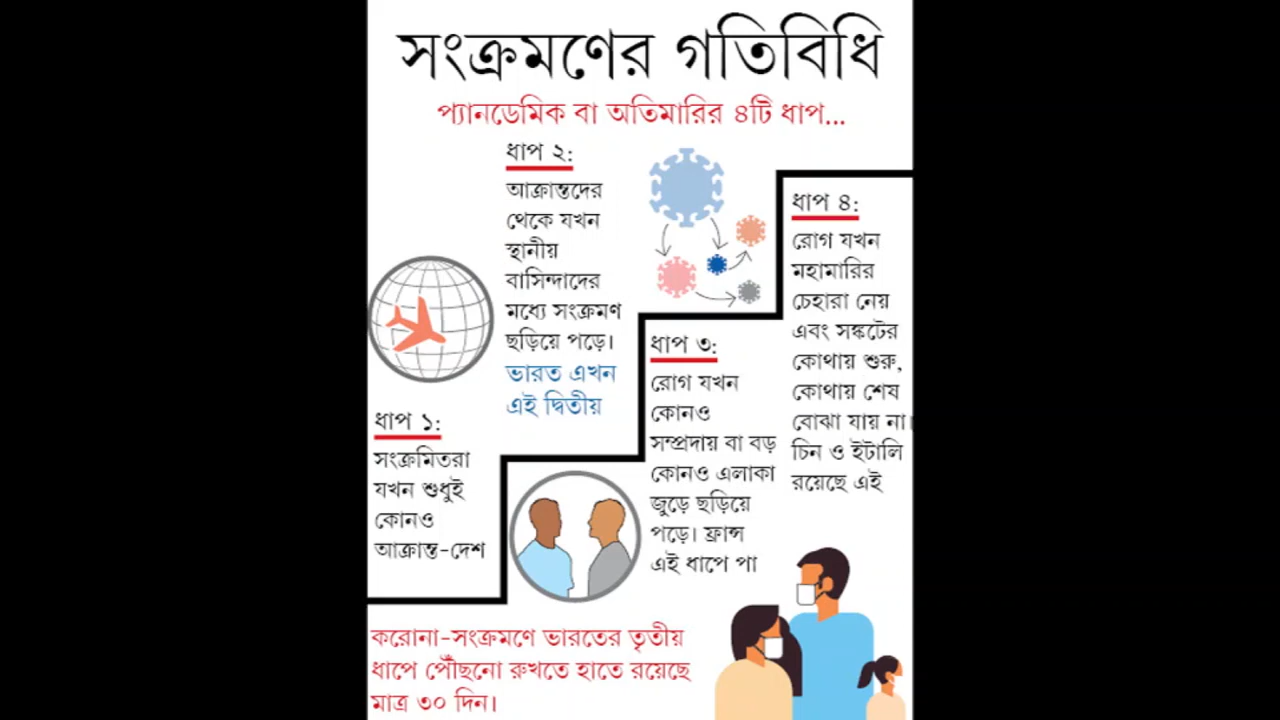 সংক্রমণের গতিবিধি
প্যানডেমিক বা অতিমারির ৪টি ধাপ...
ধাপ ১:
সংক্রমিতরা
যখন শুধুই
কোনও
আক্রান্ত-দেশ
ধাপ ২:
আক্রান্তদের
থেকে যখন
স্থানীয়
বাসিন্দাদের
মধ্যে সংক্রমণ
ছড়িয়ে পড়ে।
ভারত এখন
এই দ্বিতীয়
ধাপ ৩:
রোগ যখন
কোনও
সম্প্রদায় বা বড়
কোনও এলাকা
জুড়ে ছড়িয়ে
পড়ে। ফ্রান্স
এই ধাপে পা
ধাপ ৪:
রোগ যখন
মহামারির
চেহারা নেয়
এবং সঙ্কটের
কোথায় শুরু,
কোথায় শেষ
বোঝা যায় না।
চিন ও ইটালি
রয়েছে এই
করোনা-সংক্রমণে ভারতের তৃতীয়
ধাপে পৌঁছনো রুখতে হাতে রয়েছে
মাত্র ৩০ দিন।